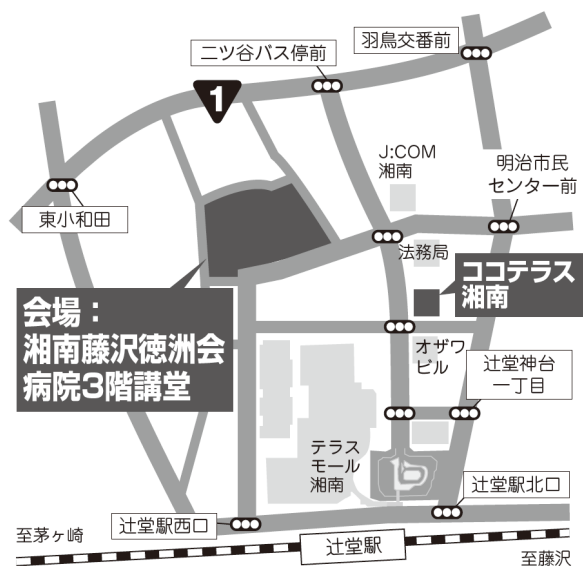 羽鳥交番前
二ツ谷バス停前
1
J:COM
湘南
明治市民
センター前
東小和田
法務局
ココテラス
湘南
会場：
湘南藤沢徳洲会
病院3階講堂
オザワ
ビル
辻堂神台
一丁目
テラス
モール
湘南
辻堂駅北口
辻堂駅西口
至茅ヶ崎
辻堂駅
至藤沢